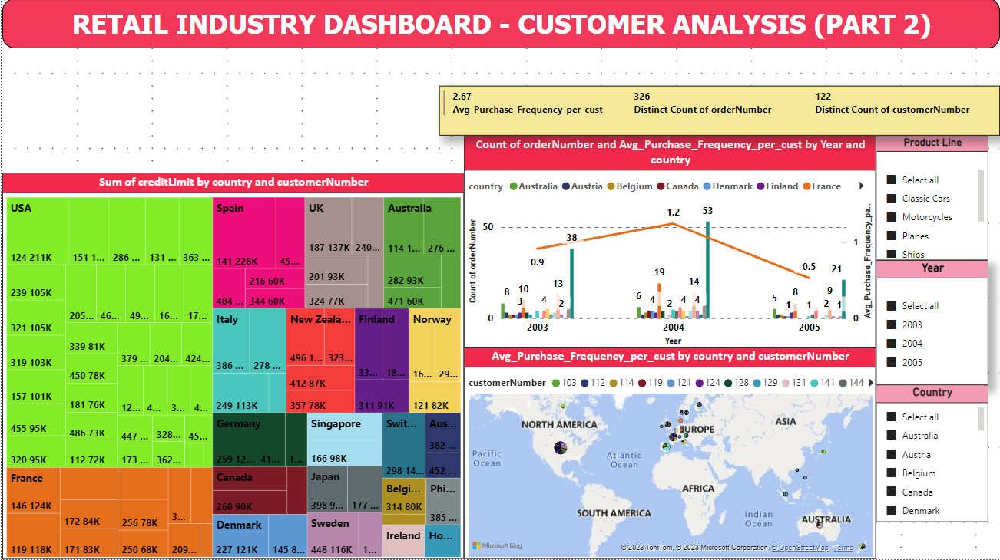 RETAIL INDUSTRY DASHBOARD - CUSTOMER ANALYSIS (PART 2)
2.67
Avg_Purchase_Frequency_per_cust
326
Distinct Count of orderNumber
122
Distinct Count of customerNumber
Sum of creditLimit by country and customerNumber
USA
124 211K
151 1...
286 ...
131 ...
363 ...
239 105K
205...
46...
49...
16...
17...
321 105K
339 81K
319 103K
379 ...
204...
424...
450 78K
157 101K
181 76K
12...
4...
3...
4...
455 95K
486 73K
447 ...
328...
45...
320 95K
112 72K
173 ...
362...
France
146 124K
172 84K
256 78K
3...
119 118K
171 83K
250 68K
209...
Spain
141 228K
45...
216 60K
484 ...
344 60K
UK
187 137K
240...
201 93K
324 77K
Australia
114 1...
276 ...
282 93K
471 60K
Italy
386 ...
278 ...
249 113K
New Zeala...
496 1...
323...
412 87K
357 78K
Finland
33...
18...
311 91K
Norway
16...
29...
121 82K
Germany
259 12...
41...
1...
Singapore
166 98K
Swit...
298 14...
Aus...
382 ...
452 ...
Canada
260 90K
Japan
398 9...
177 ...
Belgi...
314 80K
Phi...
385 ...
Denmark
227 121K
145 8...
Sweden
448 116K
1...
Ireland
Ho...
Count of orderNumber and Avg_Purchase_Frequency_per_cust by Year and
country
country
Australia
Austria
Belgium
Canada
Denmark
Finland
France
Count of orderNumber
50
0
8
3
10
0.9
4
13
2
38
6
4
19
1.2
2
4
14
4
53
5
1
8
0.5
1
2
9
1
21
1
0
Avg_Purchase_Frequency_pe...
2003
2004
2005
Year
Avg_Purchase_Frequency_per_cust by country and customerNumber
customerNumber
103
112
114
119
121
124
128
129
131
141
144
NORTH AMERICA
EUROPE
ASIA
Pacific
Ocean
Atlantic
Ocean
AFRICA
SOUTH AMERICA
Indian
Ocean
AUSTRALIA
Microsoft Bing
© 2023 TomTom, © 2023 Microsoft Corporation, © OpenStreetMap Terms
Product Line
Select all
Classic Cars
Motorcycles
Planes
Ships
Year
Select all
2003
2004
2005
Country
Select all
Australia
Austria
Belgium
Canada
Denmark